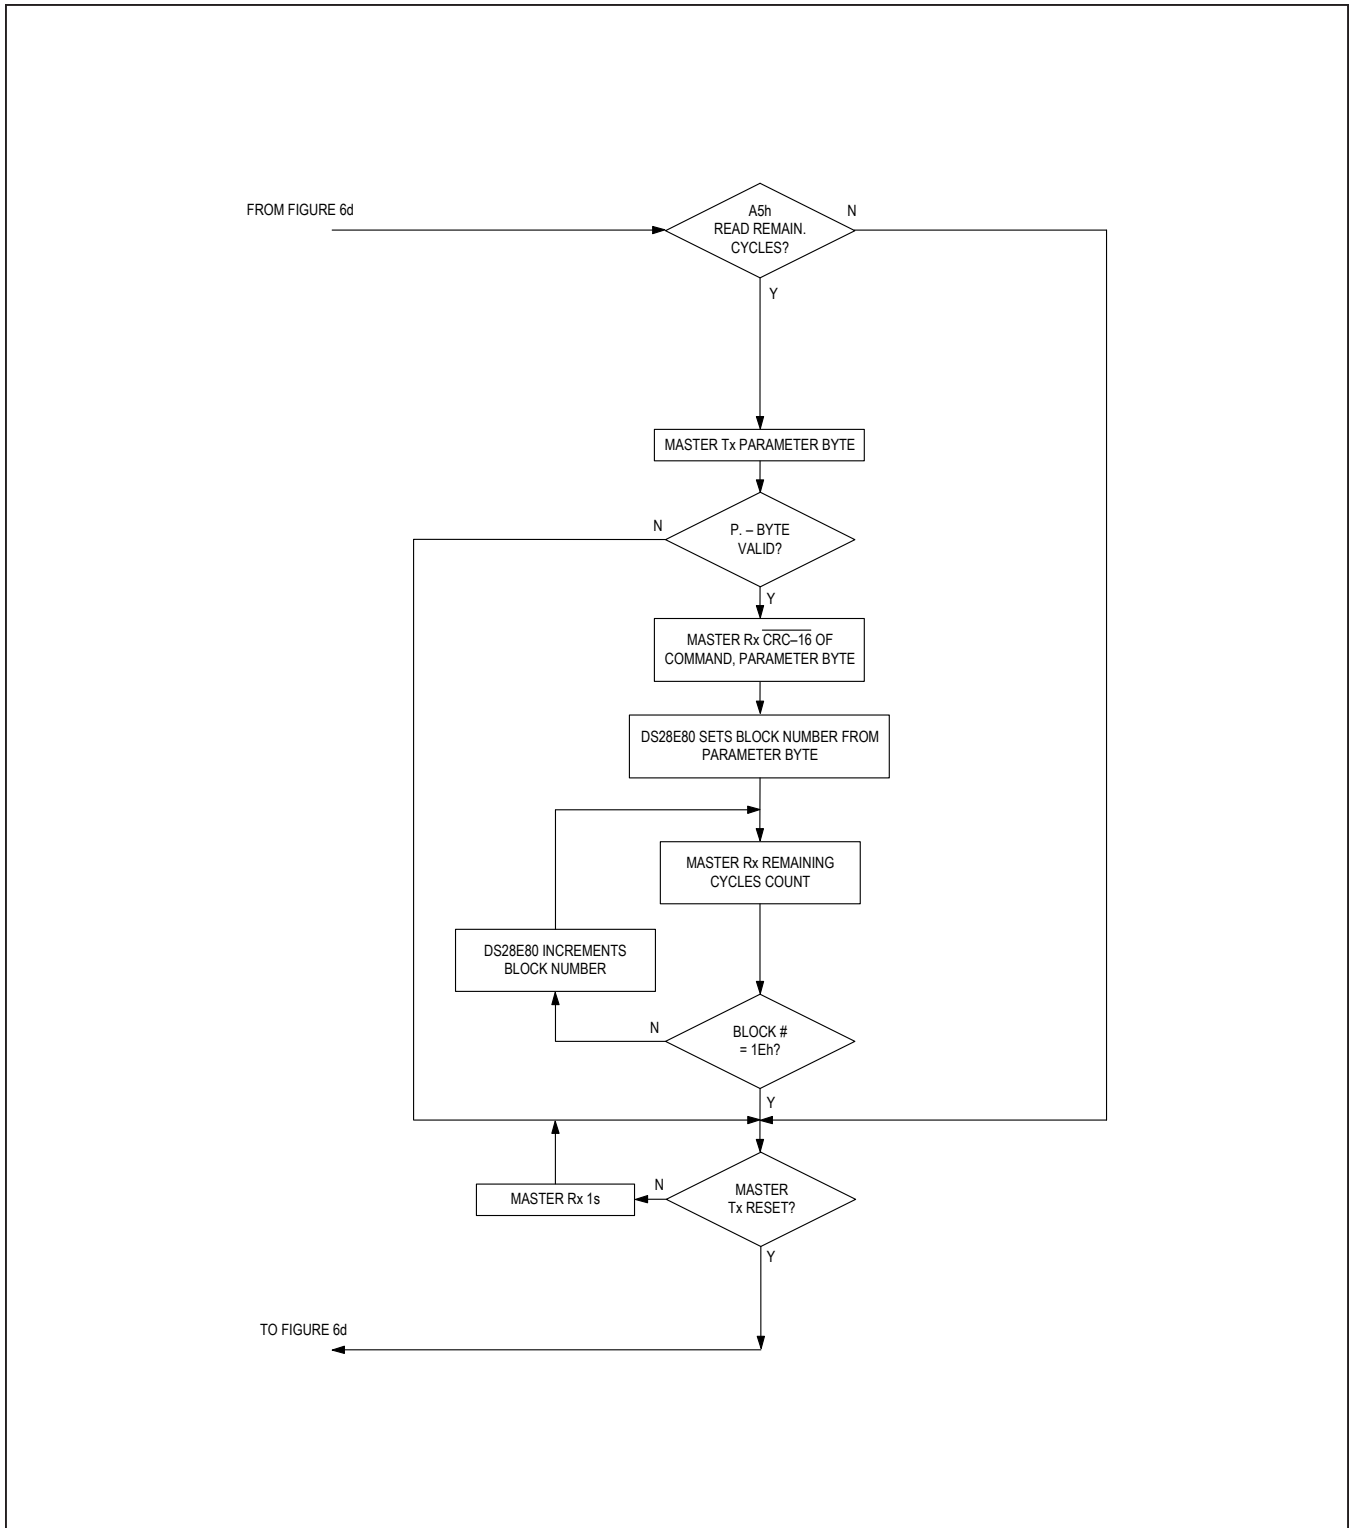 FROM FIGURE 6d
A5h
READ REMAIN.
CYCLES?
N
Y
MASTER Tx PARAMETER BYTE
N
P. – BYTE
VALID?
Y
MASTER Rx CRC–16 OF
COMMAND, PARAMETER BYTE
DS28E80 SETS BLOCK NUMBER FROM
PARAMETER BYTE
MASTER Rx REMAINING
CYCLES COUNT
DS28E80 INCREMENTS
BLOCK NUMBER
N
BLOCK #
= 1Eh?
Y
MASTER Rx 1s
N
MASTER
Tx RESET?
Y
TO FIGURE 6d